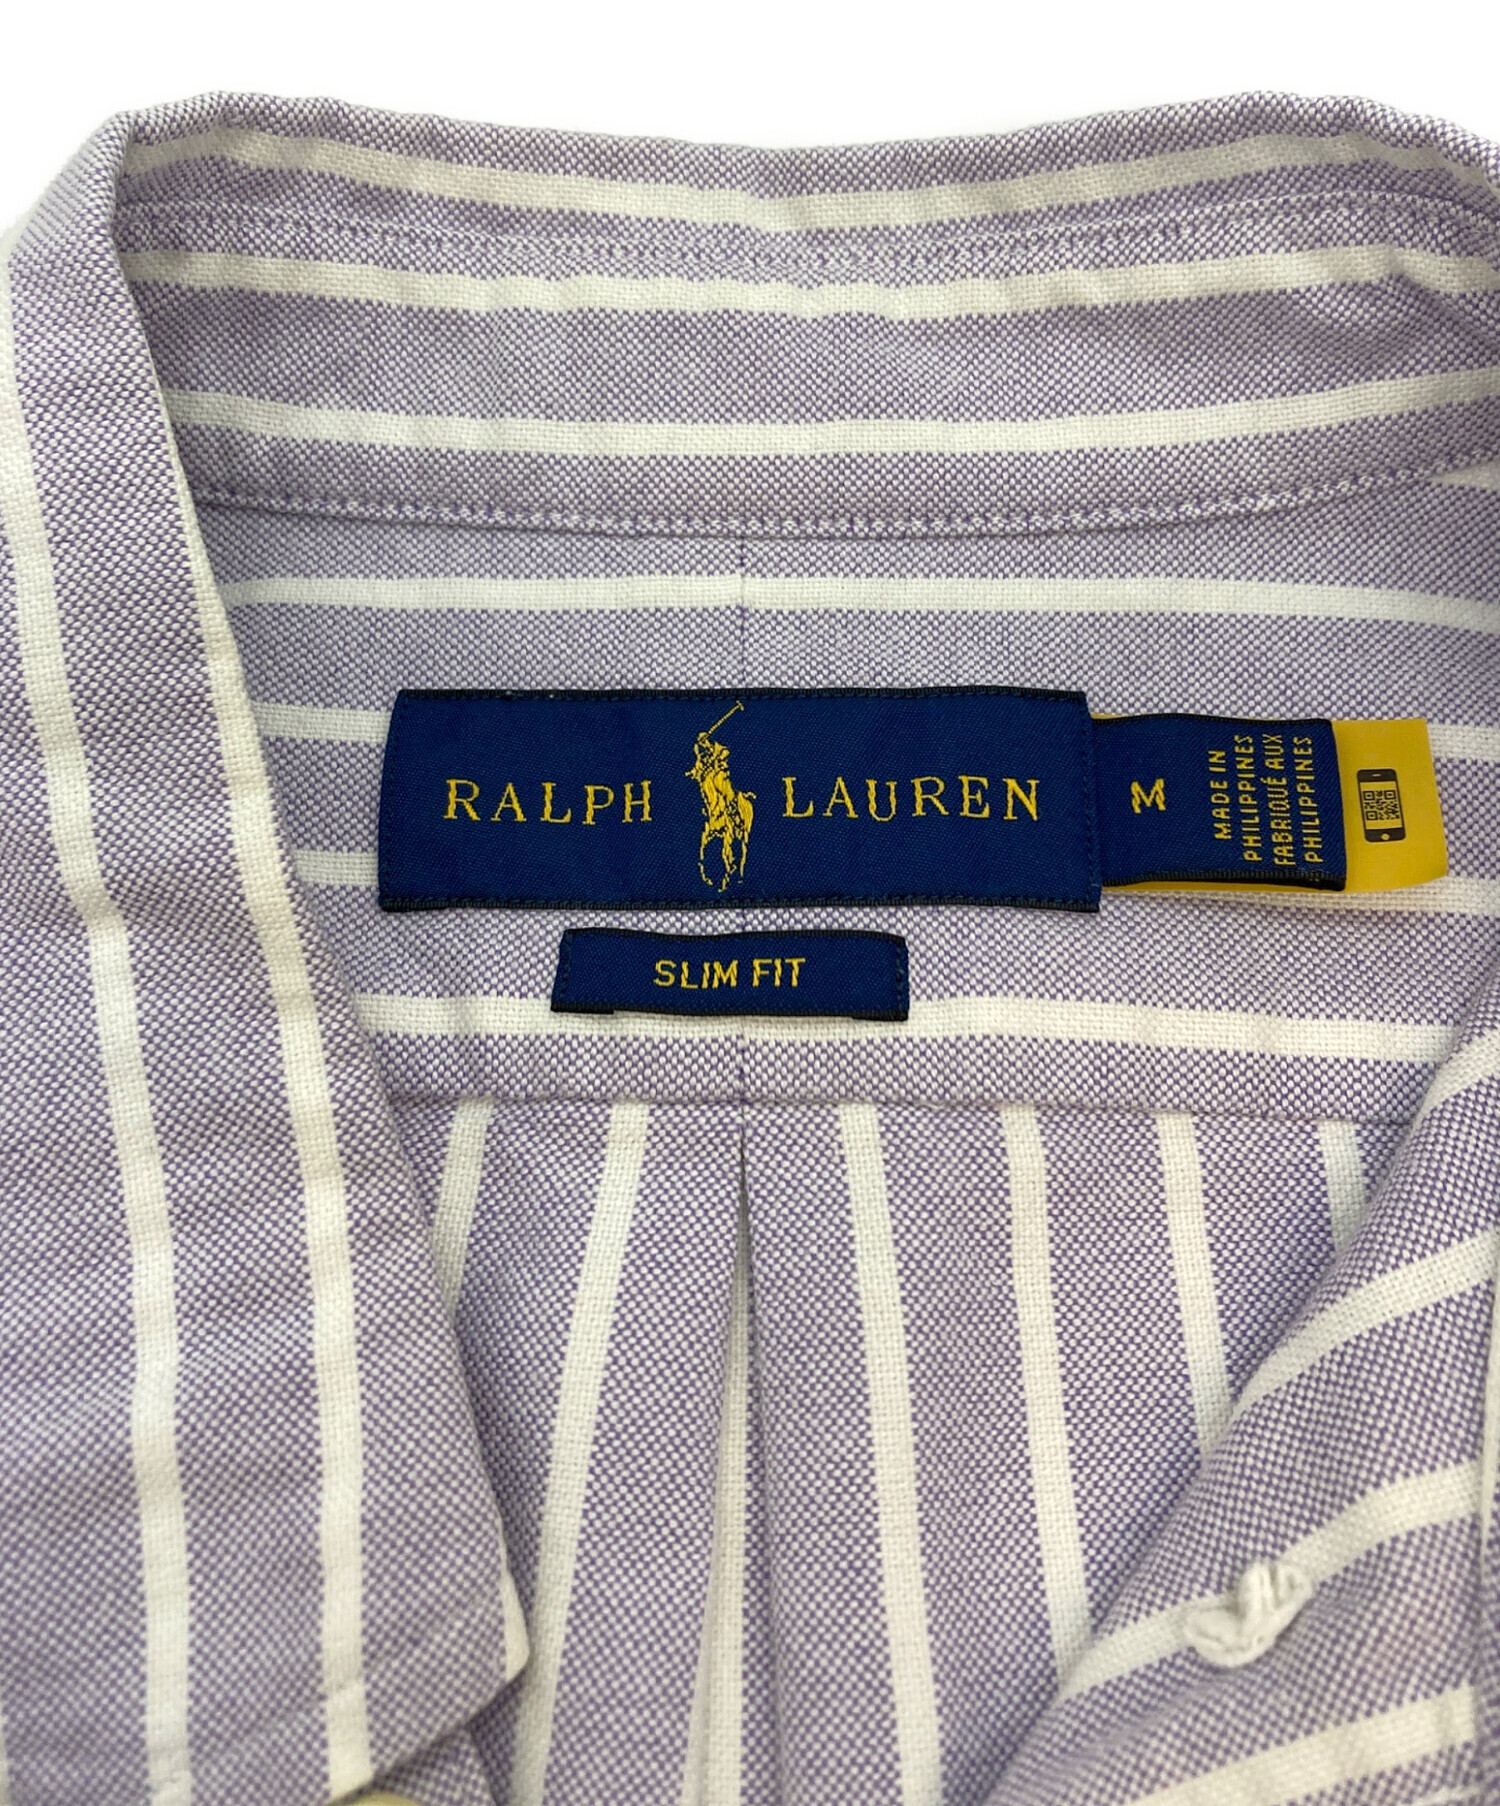 RALPH LAUREN
M
MADE IN
PHILIPPINES
FABRIQUÉ AUX
PHILIPPINES
SLIM FIT